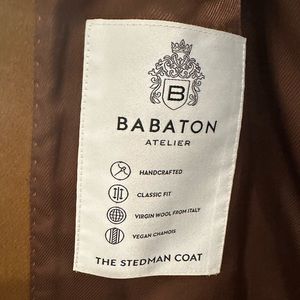 B
BABATON
ATELIER
HANDCRAFTED
CLASSIC FIT
VIRGIN WOOL FROM ITALY
VEGAN CHAMOIS
THE STEDMAN COAT